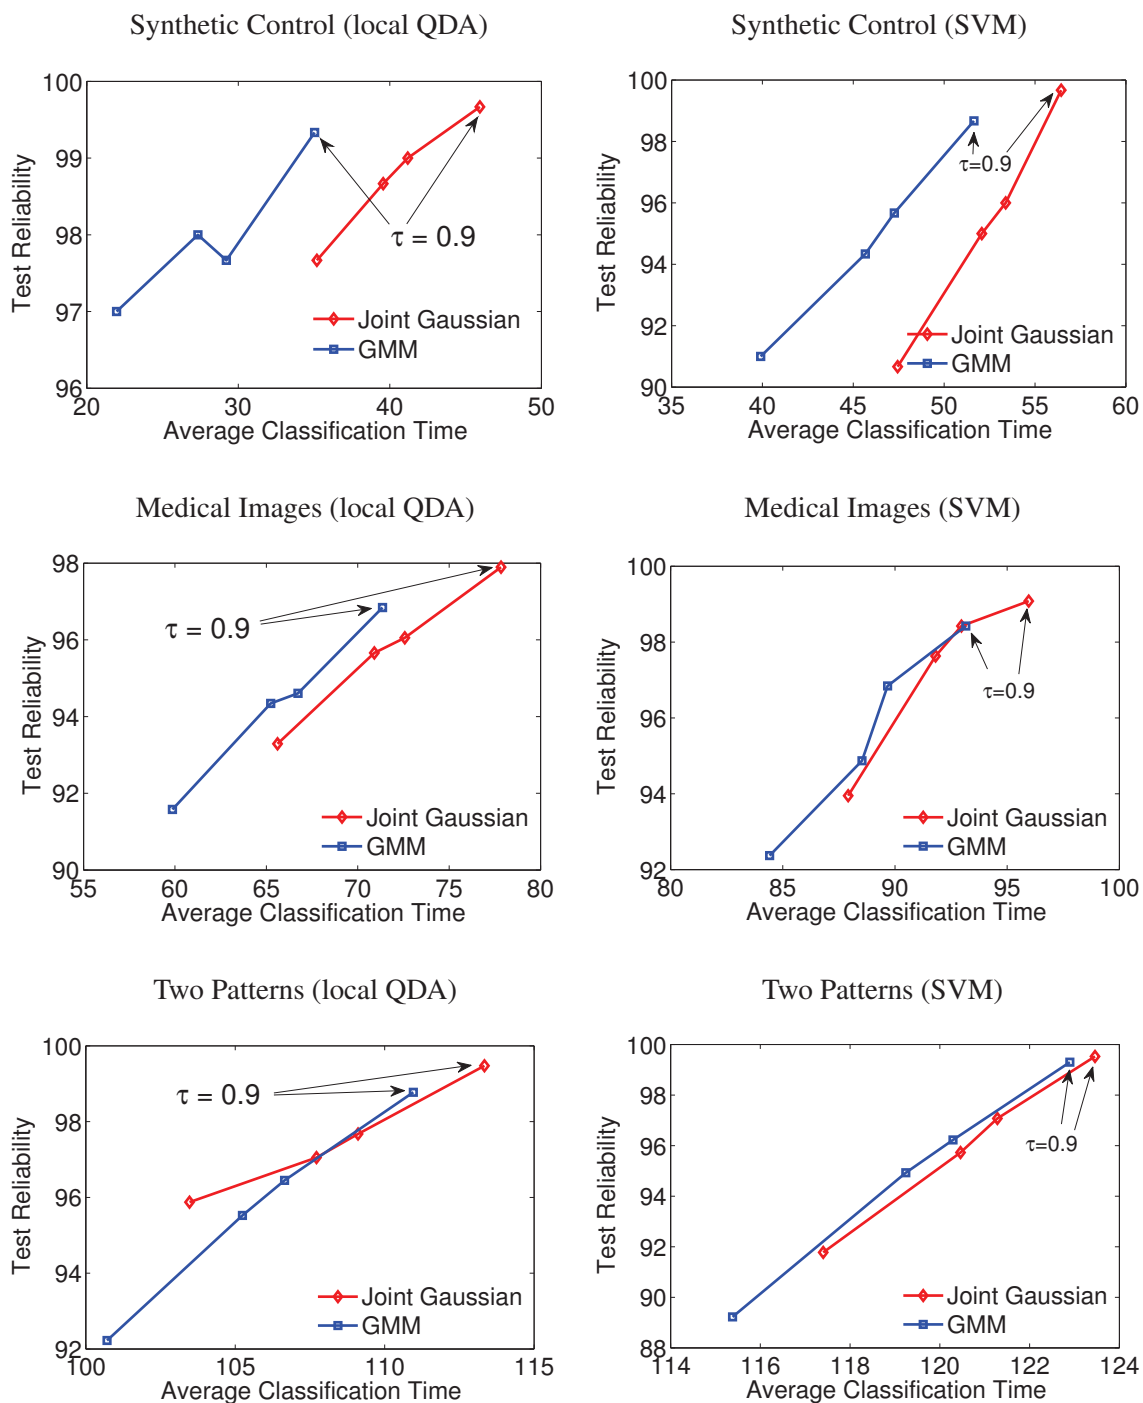 Synthetic Control (local QDA)
100
99
98
97
96
20 30 40 50
Test Reliability
Average Classification Time
τ = 0.9
Joint Gaussian
GMM
Synthetic Control (SVM)
100
98
96
94
92
90
35 40 45 50 55 60
Test Reliability
Average Classification Time
τ=0.9
Joint Gaussian
GMM
Medical Images (local QDA)
98
96
94
92
90
55 60 65 70 75 80
Test Reliability
Average Classification Time
τ = 0.9
Joint Gaussian
GMM
Medical Images (SVM)
100
98
96
94
92
80 85 90 95 100
Test Reliability
Average Classification Time
τ=0.9
Joint Gaussian
GMM
Two Patterns (local QDA)
100
98
96
94
92
100 105 110 115
Test Reliability
Average Classification Time
τ = 0.9
Joint Gaussian
GMM
Two Patterns (SVM)
100
98
96
94
92
90
88
114 116 118 120 122 124
Test Reliability
Average Classification Time
τ=0.9
Joint Gaussian
GMM